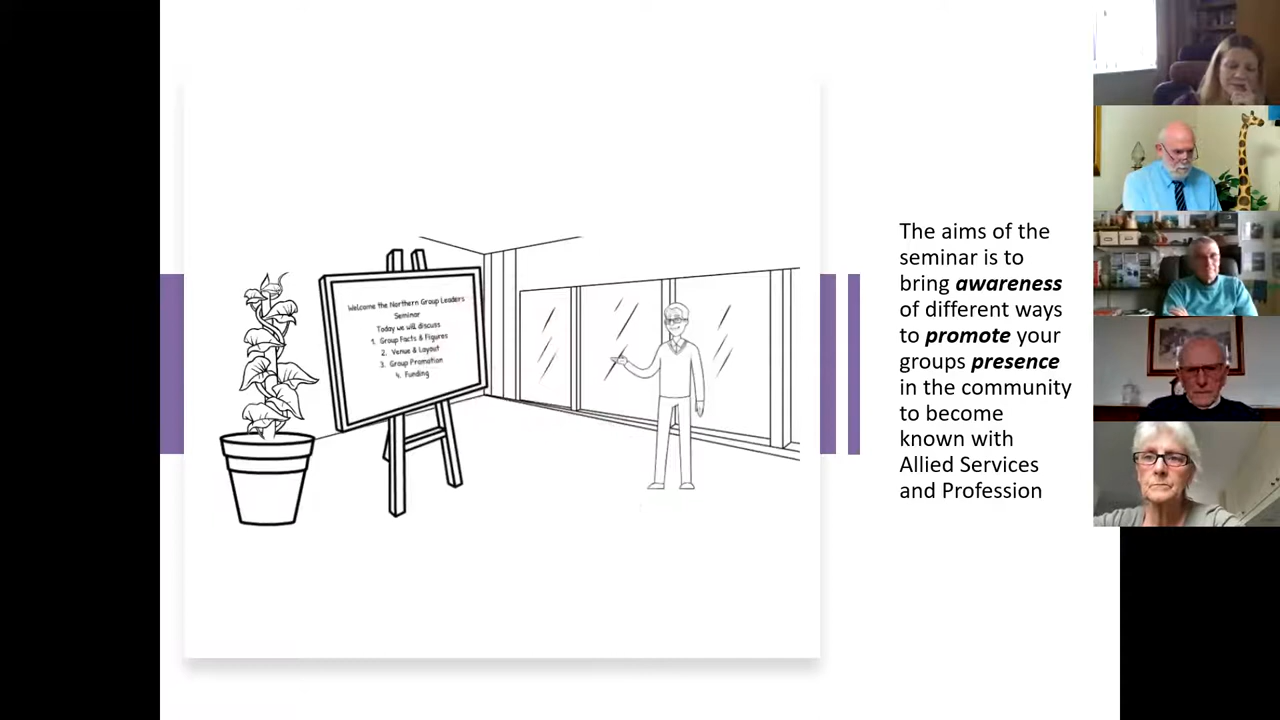 Welcome the Northern Group Leaders
Seminar
Today we will discuss
1. Group Facts & Figures
2. Venue & Layout
3. Group Promotion
4. Funding
The aims of the
seminar is to
bring awareness
of different ways
to promote your
groups presence
in the community
to become
known with
Allied Services
and Profession